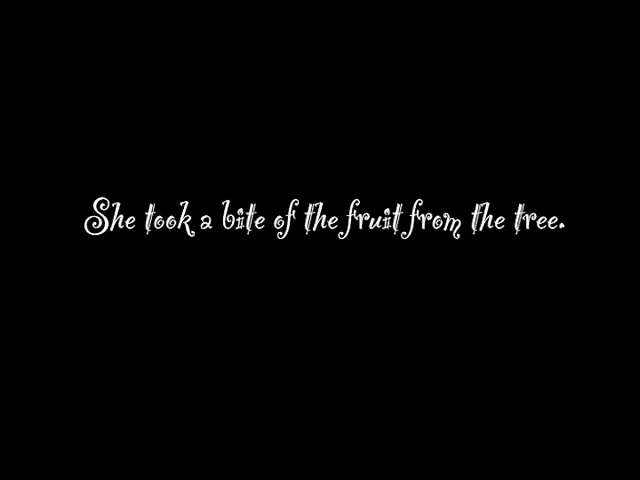 She took a bite of the fruit from the tree.